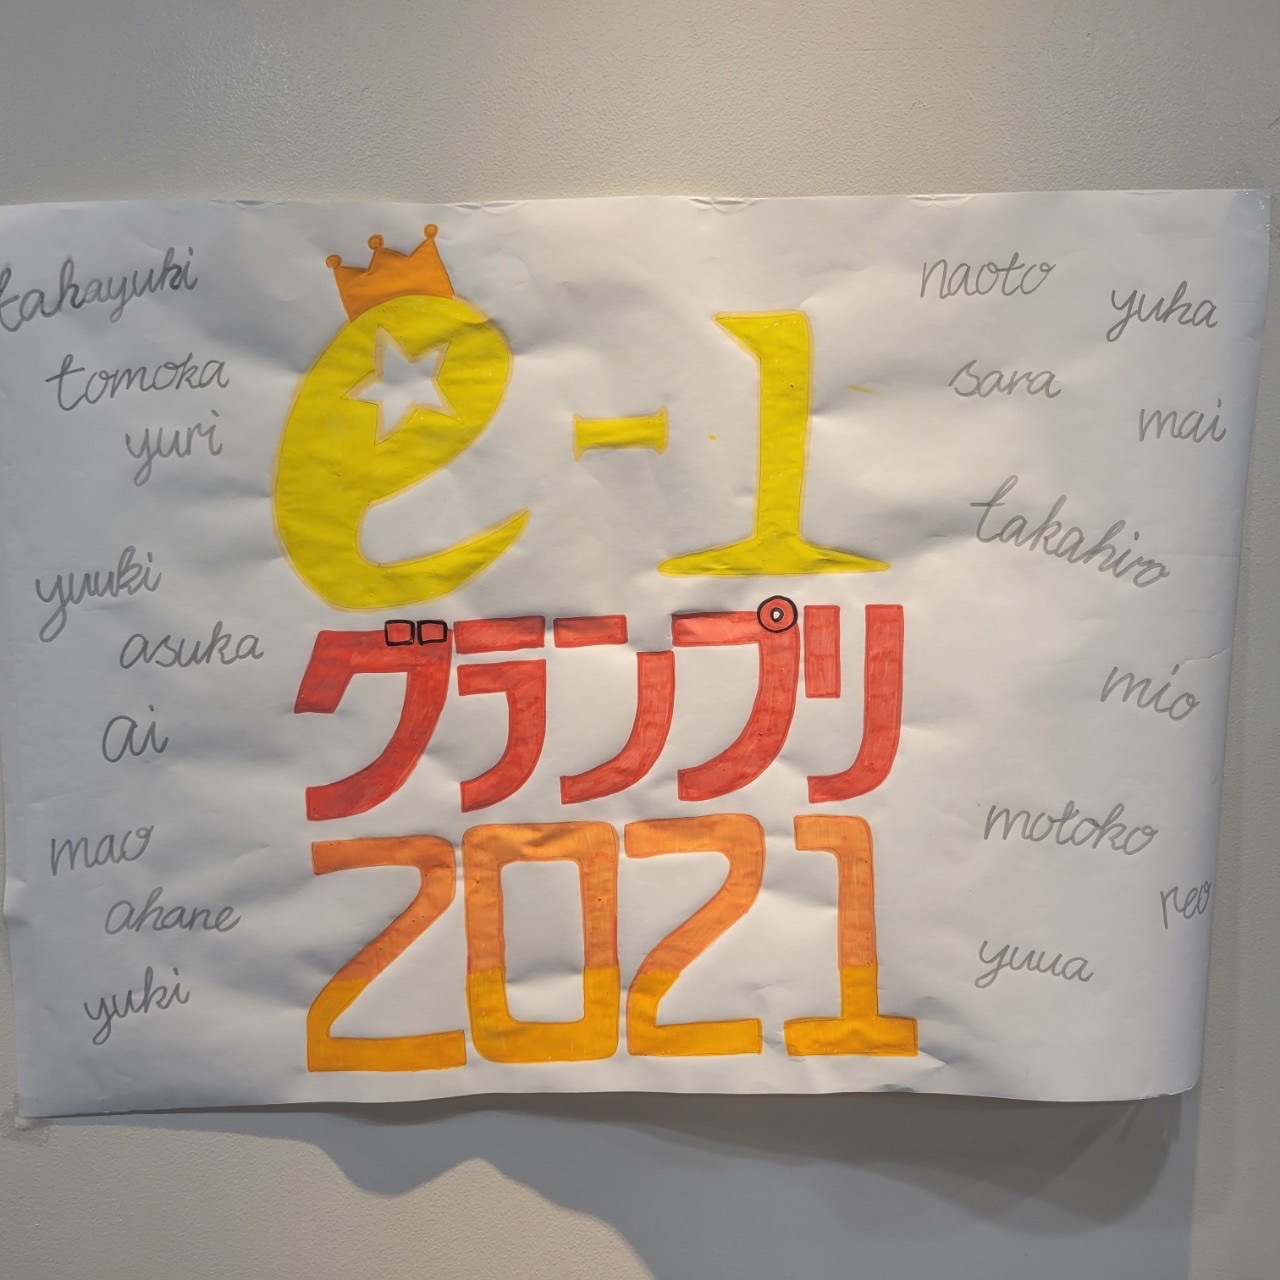 takayuki
tomoka
yuri
yuuki
asuka
ai
mao
ahane
yuki
e-1
グランプリ
2021
naoto
yuka
sara
mai
takahiro
mio
motoko
reo
yuua